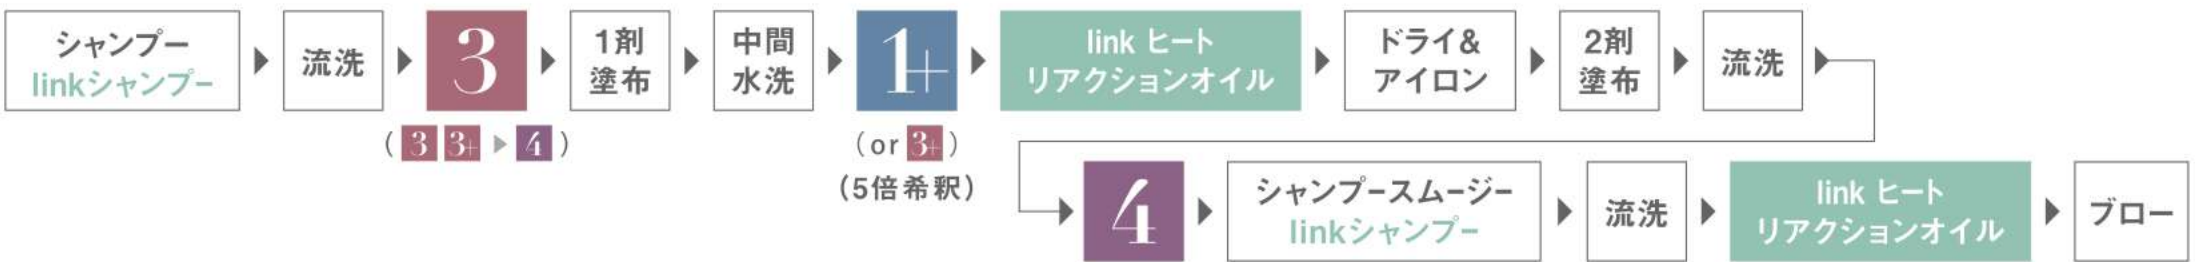 シャンプー
linkシャンプー
流洗
3
(3 3+ ▶ 4)
1剤
塗布
中間
水洗
1+
(or 3+)
(5倍希釈)
link ヒート
リアクションオイル
ドライ&
アイロン
2剤
塗布
流洗
4
シャンプースムージー
linkシャンプー
流洗
link ヒート
リアクションオイル
ブロー